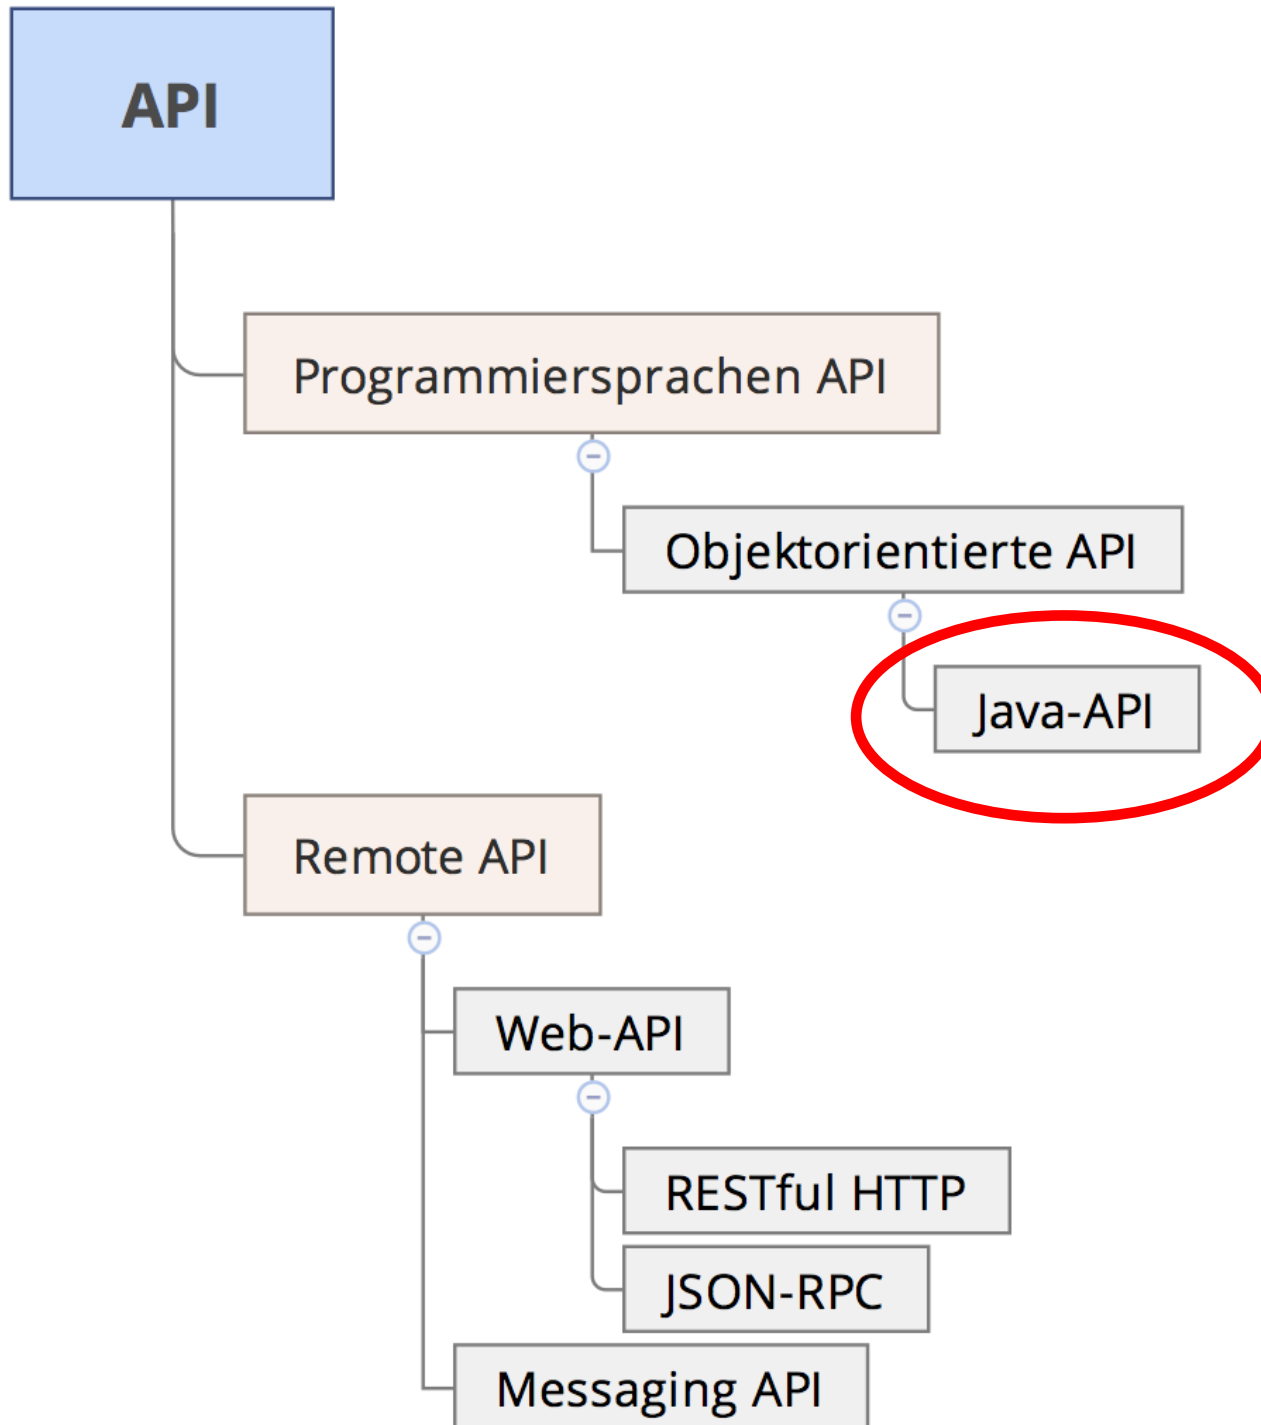 API
Programmiersprachen API
Objektorientierte API
Java-API
Remote API
Web-API
RESTful HTTP
JSON-RPC
Messaging API